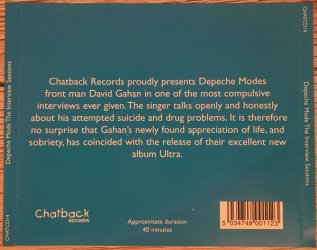 Chatback Records proudly presents Depeche Modes
front man David Gahan in one of the most compulsive
interviews ever given. The singer talks openly and honestly
about his attempted suicide and drug problems. It is therefore
no surprise that Gahan's newly found appreciation of life, and
sobriety, has coincided with the release of their excellent new
album Ultra.
Chatback
RECORDS
Approximate duration
40 minutes
5 034748 001123
CHATCD14 Depeche Mode The Interview Sessions
Depeche Mode The Interview Sessions CHATCD14